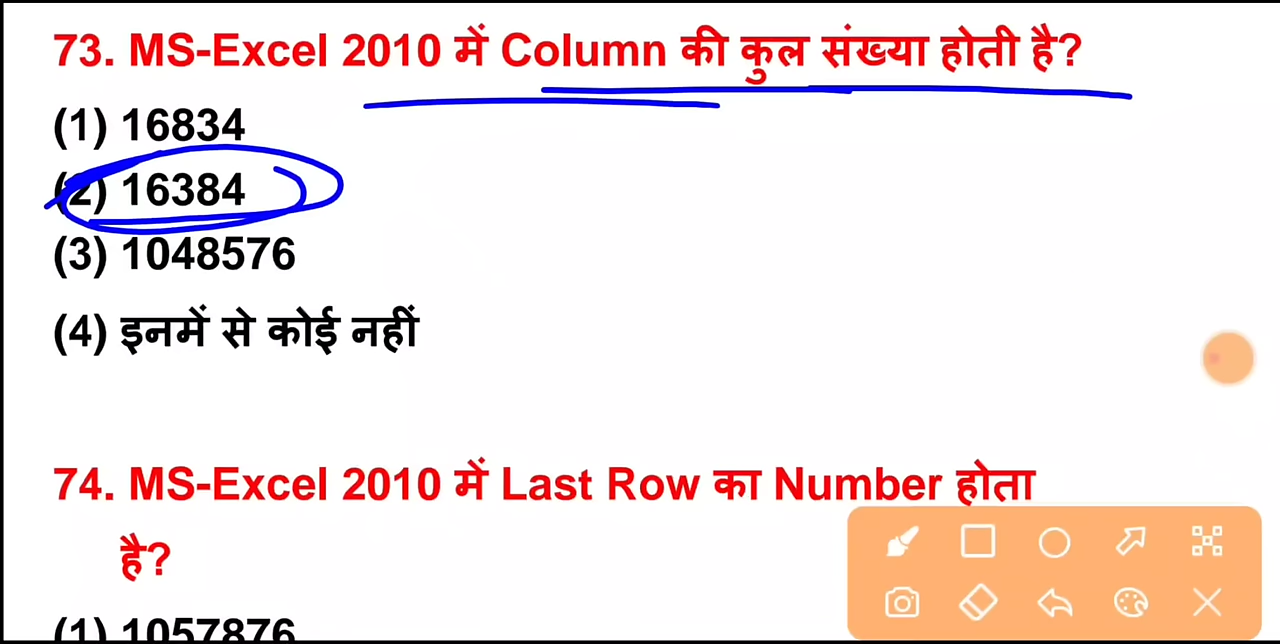 73. MS-Excel 2010 में Column की कुल संख्या होती है?
(1) 16834
(2) 16384
(3) 1048576
(4) इनमें से कोई नहीं
74. MS-Excel 2010 में Last Row का Number होता
है?
(1) 1057876